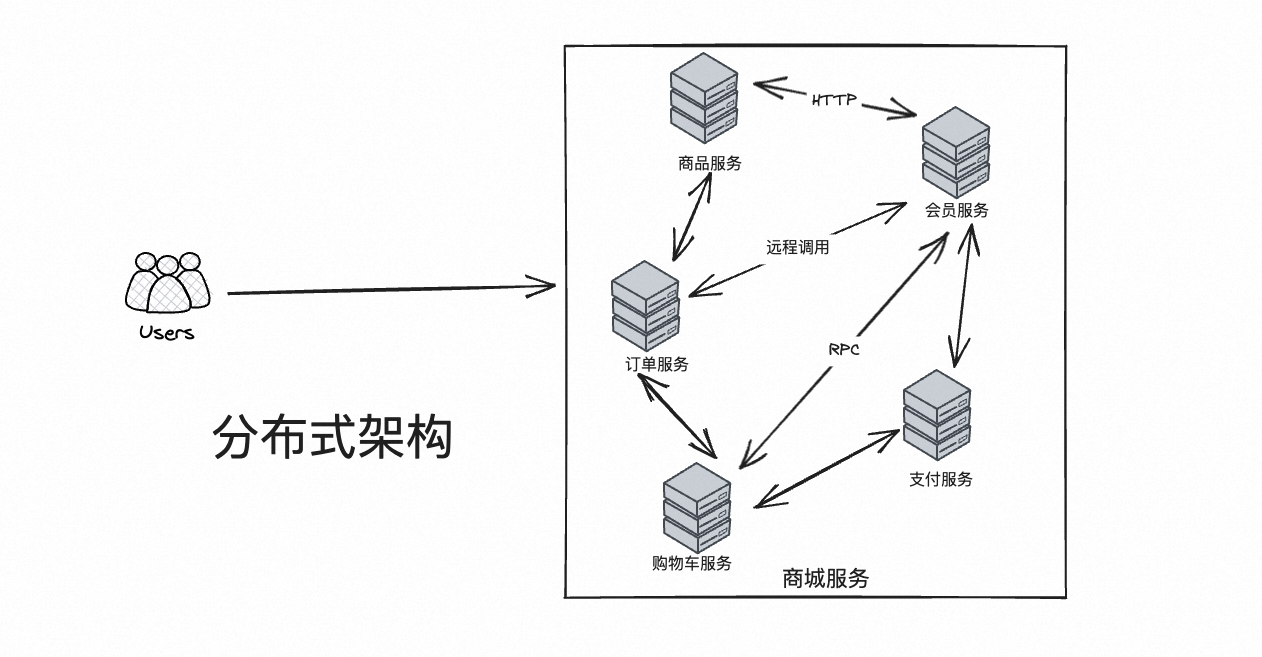 HTTP
商品服务
会员服务
远程调用
Users
RPC
订单服务
分布式架构
支付服务
购物车服务
商城服务